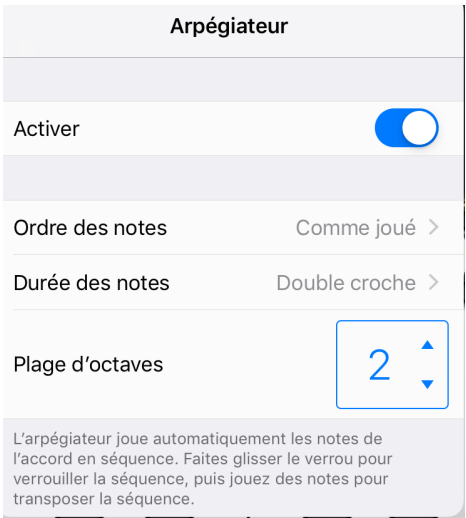 Arpégiateur
Activer
Ordre des notes Comme joué
Durée des notes Double croche
Plage d’octaves 2
L’arpégiateur joue automatiquement les notes de
l’accord en séquence. Faites glisser le verrou pour
verrouiller la séquence, puis jouez des notes pour
transposer la séquence.